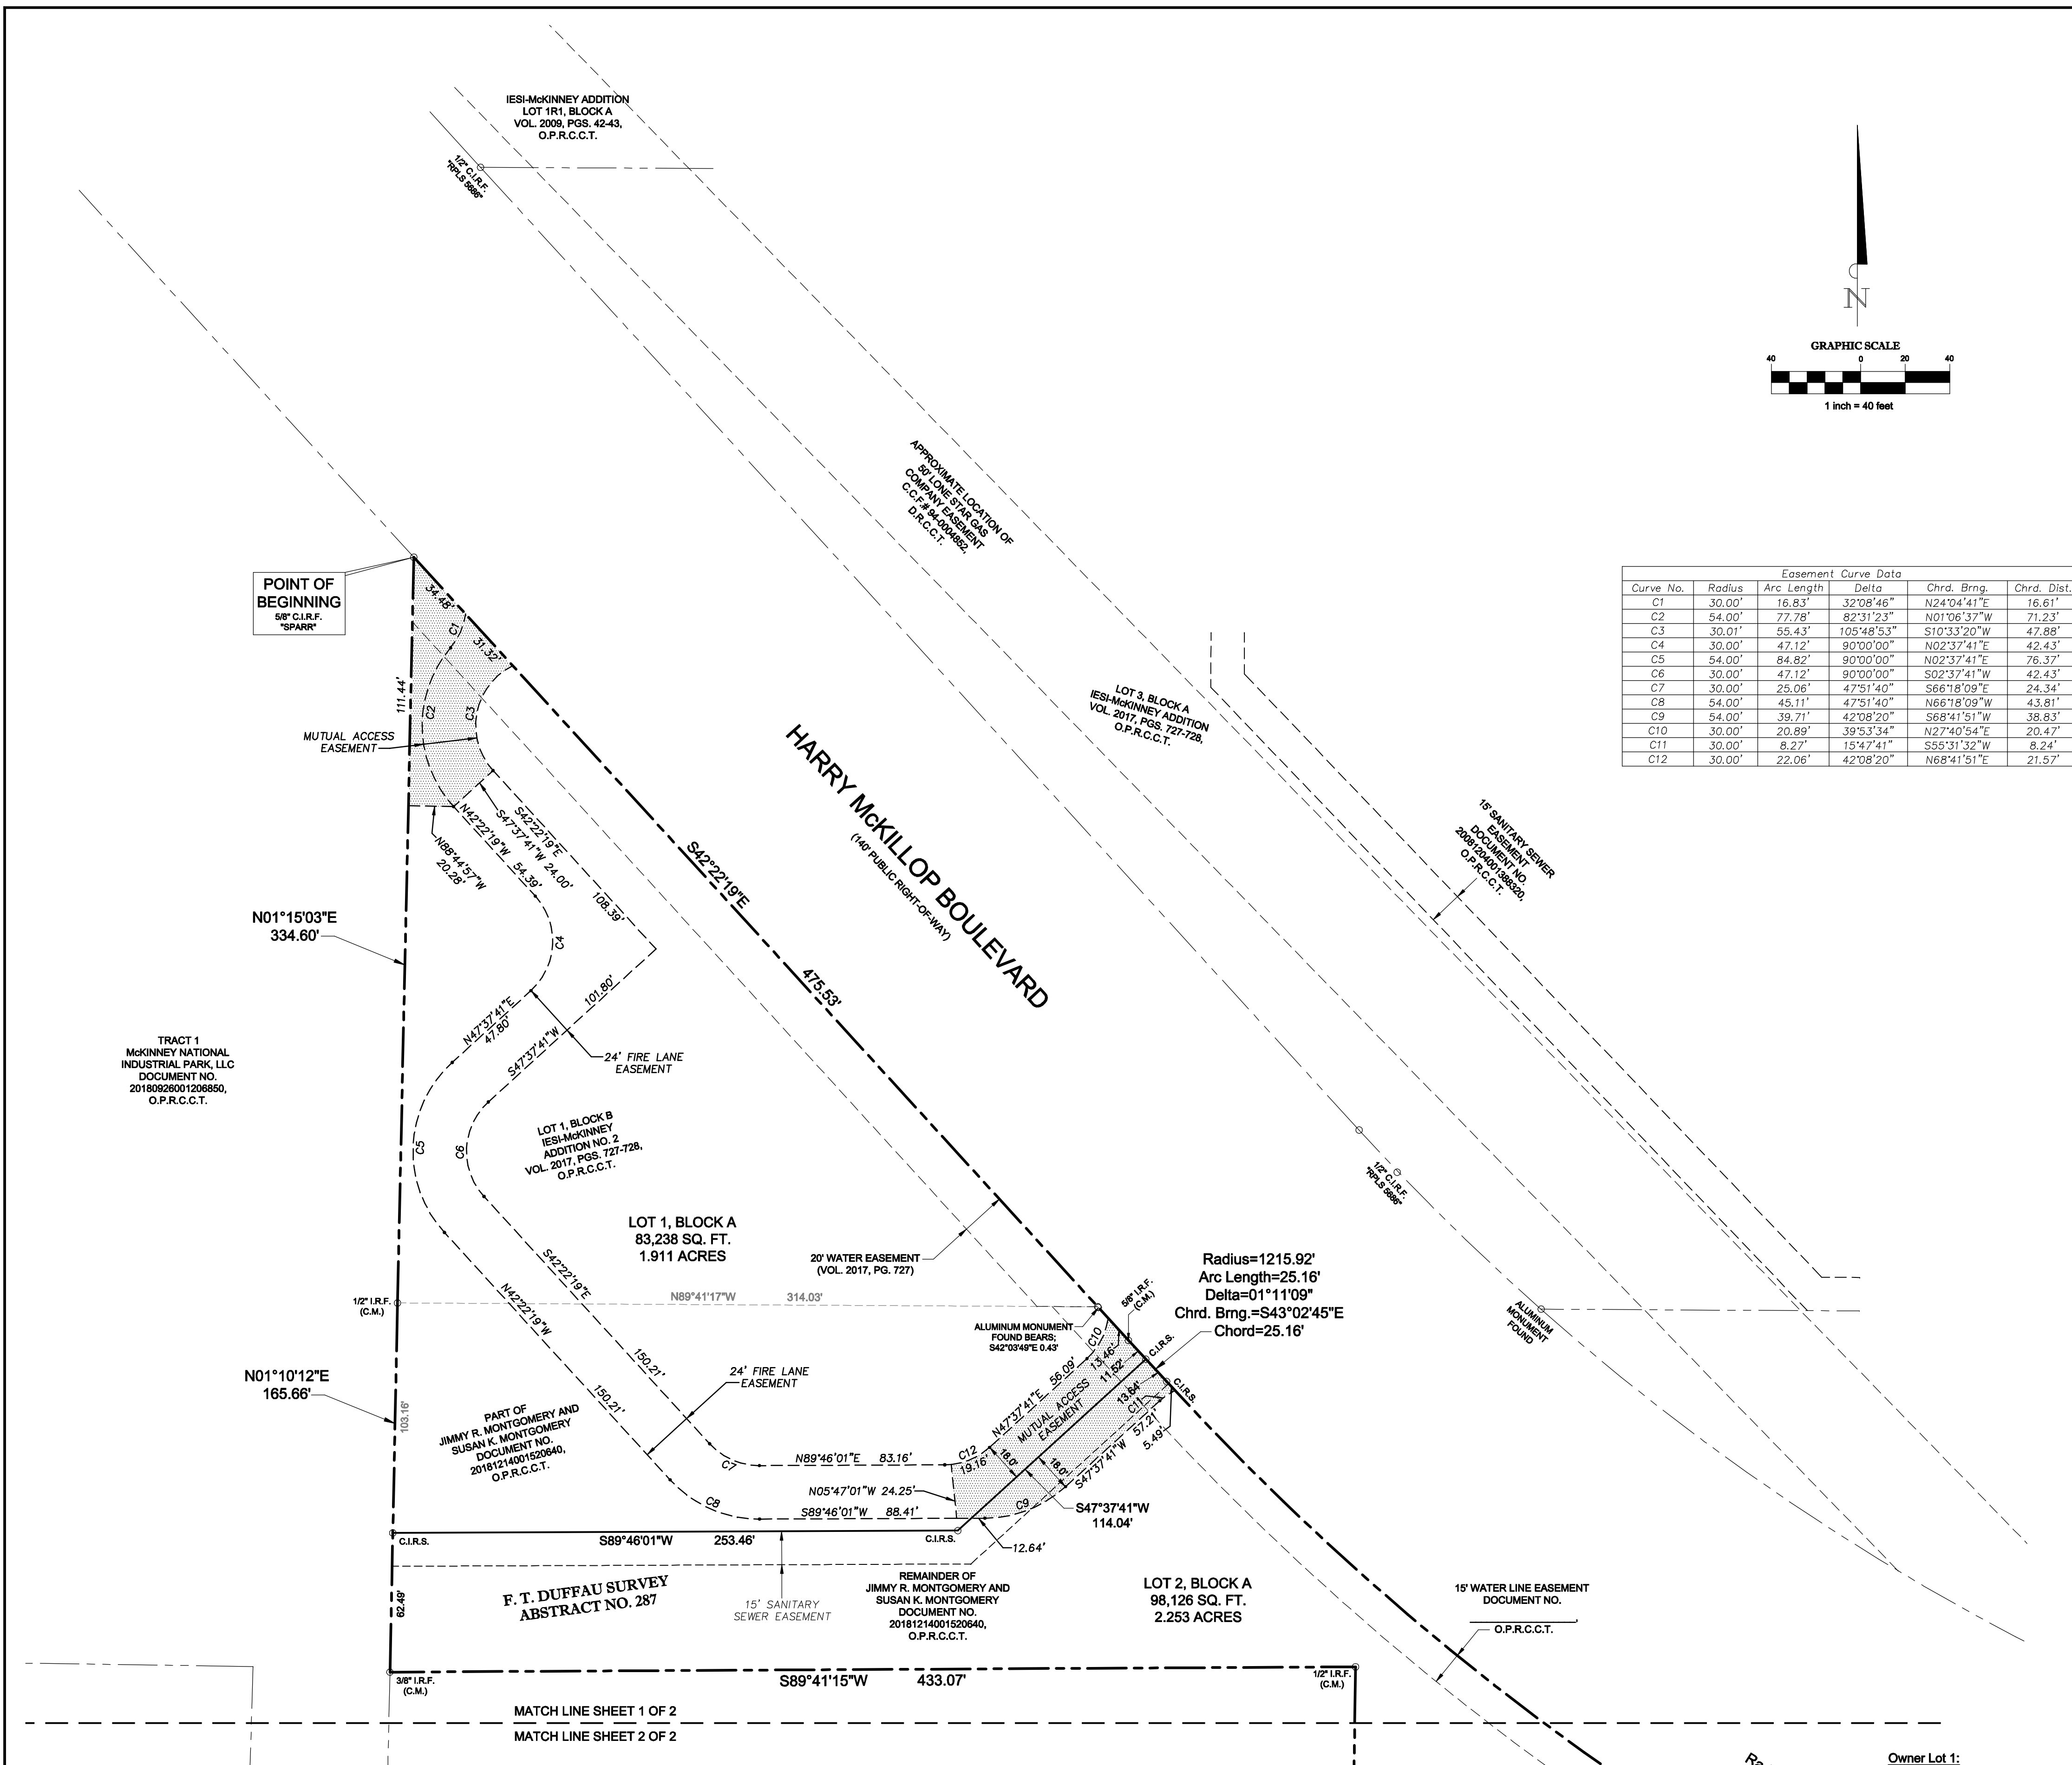 IESI-McKINNEY ADDITION
LOT 1R1, BLOCK A
VOL. 2009, PGS. 42-43,
O.P.R.C.C.T.
1/2" C.I.R.F.
"RPLS 5686"
N
GRAPHIC SCALE
40 0 20 40
1 inch = 40 feet
APPROXIMATE LOCATION OF
50' LONE STAR GAS
COMPANY EASEMENT
C.C.F.# 94-0004852,
D.R.C.C.T.
POINT OF
BEGINNING
5/8" C.I.R.F.
"SPARR"
Easement Curve Data
Curve No. Radius Arc Length Delta Chrd. Brng. Chrd. Dist.
C1 30.00' 16.83' 32°08'46" N24°04'41"E 16.61'
C2 54.00' 77.78' 82°31'23" N01°06'37"W 71.23'
C3 30.01' 55.43' 105°48'53" S10°33'20"W 47.88'
C4 30.00' 47.12' 90°00'00" N02°37'41"E 42.43'
C5 54.00' 84.82' 90°00'00" N02°37'41"E 76.37'
C6 30.00' 47.12' 90°00'00" S02°37'41"W 42.43'
C7 30.00' 25.06' 47°51'40" S66°18'09"E 24.34'
C8 54.00' 45.11' 47°51'40" N66°18'09"W 43.81'
C9 54.00' 39.71' 42°08'20" S68°41'51"W 38.83'
C10 30.00' 20.89' 39°53'34" N27°40'54"E 20.47'
C11 30.00' 8.27' 15°47'41" S55°31'32"W 8.24'
C12 30.00' 22.06' 42°08'20" N68°41'51"E 21.57'
34.48'
C1
31.32'
111.44'
C2
C3
MUTUAL ACCESS
EASEMENT
LOT 3, BLOCK A
IESI-McKINNEY ADDITION
VOL. 2017, PGS. 727-728,
O.P.R.C.C.T.
HARRY McKILLOP BOULEVARD
(140' PUBLIC RIGHT-OF-WAY)
S42°22'19"E
475.53'
S42°22'19"E
108.39'
S47°37'41"W 24.00'
N42°22'19"W 54.39'
N88°44'57"W
20.28'
15' SANITARY SEWER
EASEMENT
DOCUMENT NO.
20081204001388320,
O.P.R.C.C.T.
N01°15'03"E
334.60'
C4
101.80'
S47°37'41"W
N47°37'41"E
47.80'
24' FIRE LANE
EASEMENT
TRACT 1
McKINNEY NATIONAL
INDUSTRIAL PARK, LLC
DOCUMENT NO.
20180926001206850,
O.P.R.C.C.T.
C5
C6
LOT 1, BLOCK B
IESI-McKINNEY
ADDITION NO. 2
VOL. 2017, PGS. 727-728,
O.P.R.C.C.T.
1/2" C.I.R.F.
"RPLS 5686"
LOT 1, BLOCK A
83,238 SQ. FT.
1.911 ACRES
20' WATER EASEMENT
(VOL. 2017, PG. 727)
Radius=1215.92'
Arc Length=25.16'
Delta=01°11'09"
Chrd. Brng.=S43°02'45"E
Chord=25.16'
S42°22'19"E
150.21'
N42°22'19"W
150.21'
1/2" I.R.F.
(C.M.)
N89°41'17"W 314.03'
5/8" I.R.F.
(C.M.)
ALUMINUM MONUMENT
FOUND BEARS;
S42°03'49"E 0.43'
ALUMINUM
MONUMENT
FOUND
C10
13.46'
11.52'
C.I.R.S.
C.I.R.S.
N01°10'12"E
165.66'
103.16'
24' FIRE LANE
EASEMENT
N47°37'41"E 56.09'
MUTUAL ACCESS
EASEMENT
13.64'
C11
57.21'
S47°37'41"W
5.49'
PART OF
JIMMY R. MONTGOMERY AND
SUSAN K. MONTGOMERY
DOCUMENT NO.
20181214001520640,
O.P.R.C.C.T.
C7
N89°46'01"E 83.16'
C12
19.16'
18.0'
18.0'
N05°47'01"W 24.25'
C8
S89°46'01"W 88.41'
C9
S47°37'41"W
114.04'
C.I.R.S.
S89°46'01"W 253.46'
C.I.R.S.
12.64'
F. T. DUFFAU SURVEY
ABSTRACT NO. 287
62.49'
15' SANITARY
SEWER EASEMENT
REMAINDER OF
JIMMY R. MONTGOMERY AND
SUSAN K. MONTGOMERY
DOCUMENT NO.
20181214001520640,
O.P.R.C.C.T.
LOT 2, BLOCK A
98,126 SQ. FT.
2.253 ACRES
15' WATER LINE EASEMENT
DOCUMENT NO.
,
O.P.R.C.C.T.
3/8" I.R.F.
(C.M.)
S89°41'15"W 433.07'
1/2" I.R.F.
(C.M.)
MATCH LINE SHEET 1 OF 2
MATCH LINE SHEET 2 OF 2
Owner Lot 1: